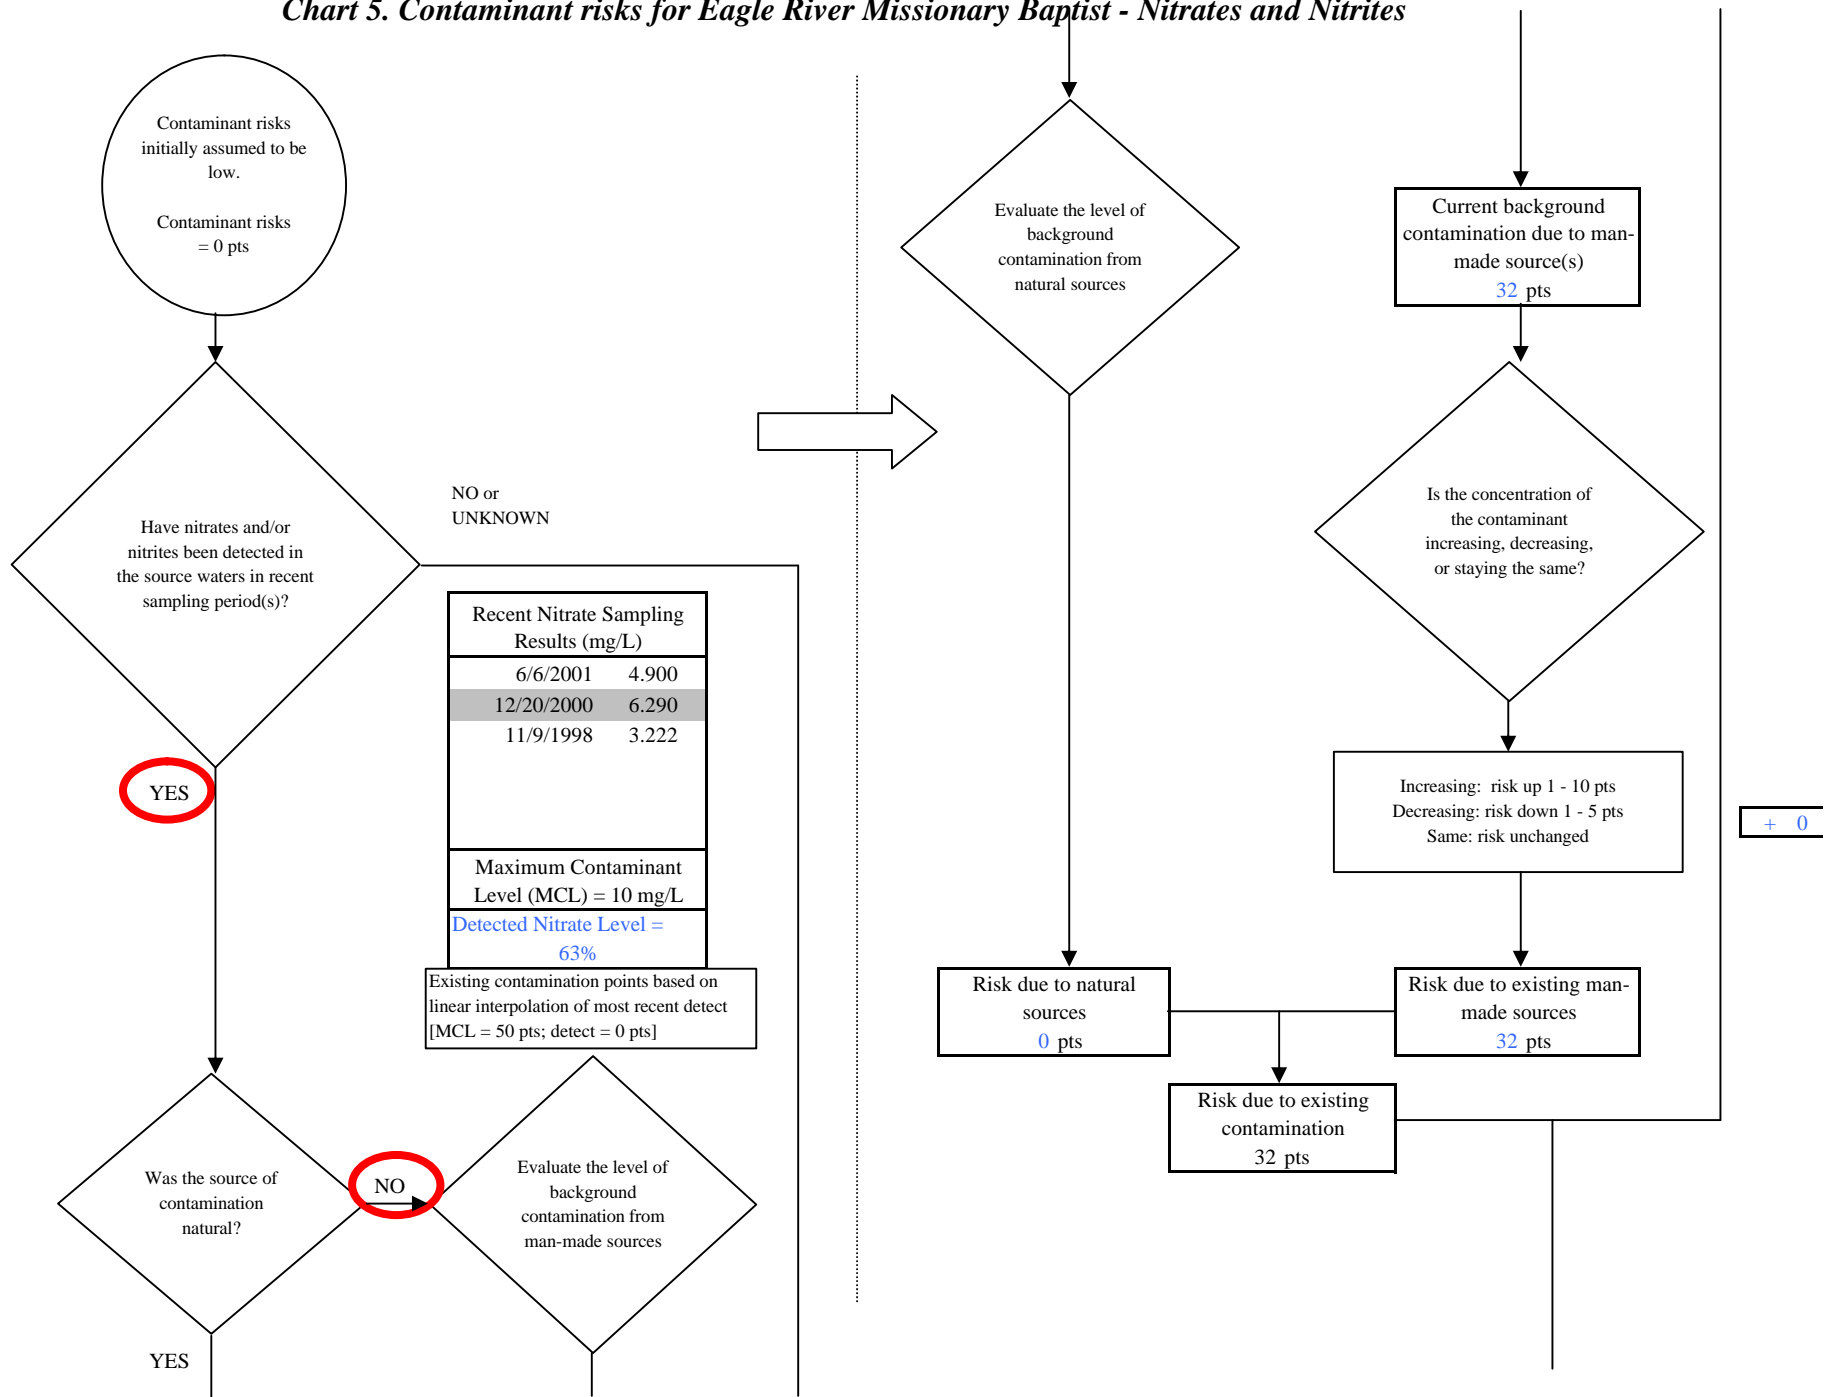 Chart 5. Contaminant risks for Eagle River Missionary Baptist - Nitrates and Nitrites
Contaminant risks
initially assumed to be
low.
Contaminant risks
= 0 pts
Have nitrates and/or
nitrites been detected in
the source waters in recent
sampling period(s)?
NO or
UNKNOWN
YES
Recent Nitrate Sampling
Results (mg/L)
6/6/2001 4.900
12/20/2000 6.290
11/9/1998 3.222
Maximum Contaminant
Level (MCL) = 10 mg/L
Detected Nitrate Level =
63%
Existing contamination points based on
linear interpolation of most recent detect
[MCL = 50 pts; detect = 0 pts]
Was the source of
contamination
natural?
NO
Evaluate the level of
background
contamination from
man-made sources
YES
Evaluate the level of
background
contamination from
natural sources
Current background
contamination due to man-
made source(s)
32 pts
Is the concentration of
the contaminant
increasing, decreasing,
or staying the same?
Increasing: risk up 1 - 10 pts
Decreasing: risk down 1 - 5 pts
Same: risk unchanged
+ 0
Risk due to natural
sources
0 pts
Risk due to existing man-
made sources
32 pts
Risk due to existing
contamination
32 pts